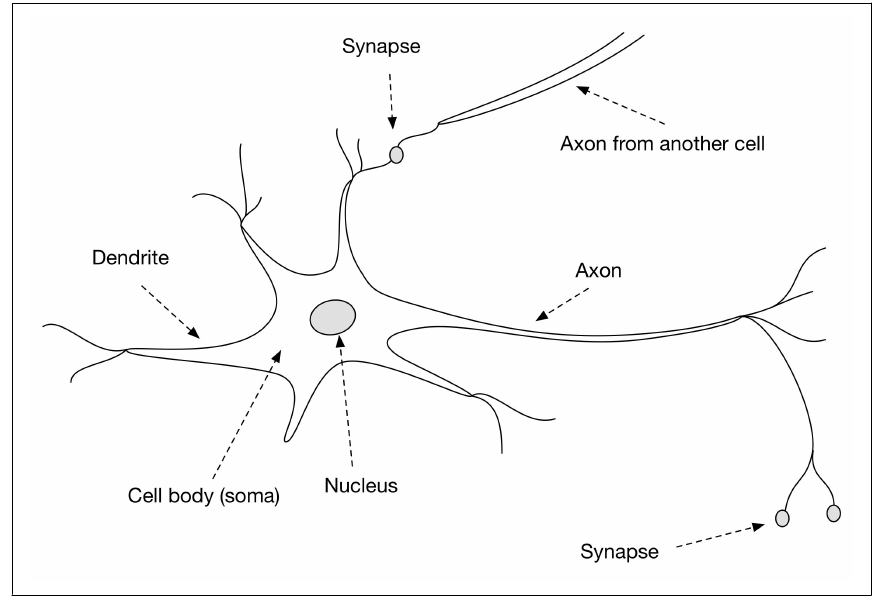 Synapse
Axon from another cell
Dendrite
Axon
Cell body (soma)
Nucleus
Synapse